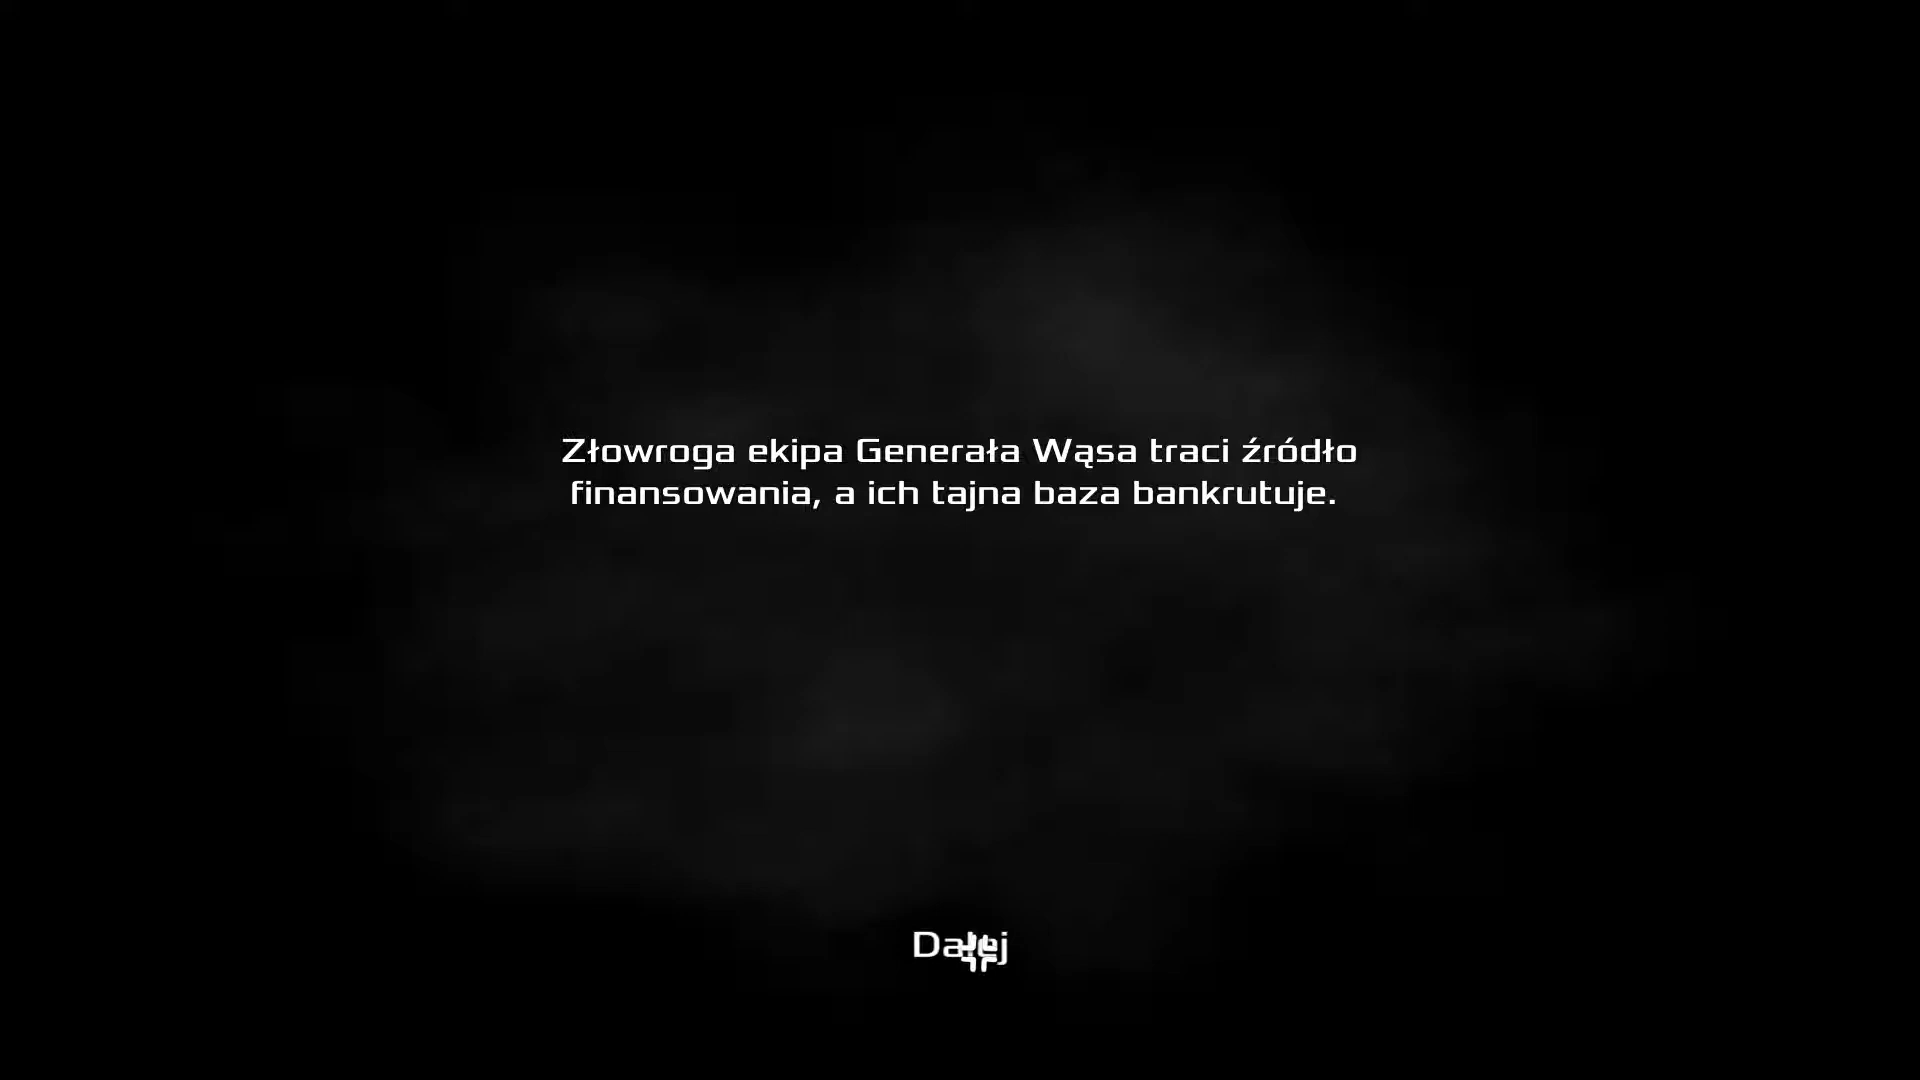 Złowroga ekipa Generała Wąsa traci źródło
finansowania, a ich tajna baza bankrutuje.
Dalej